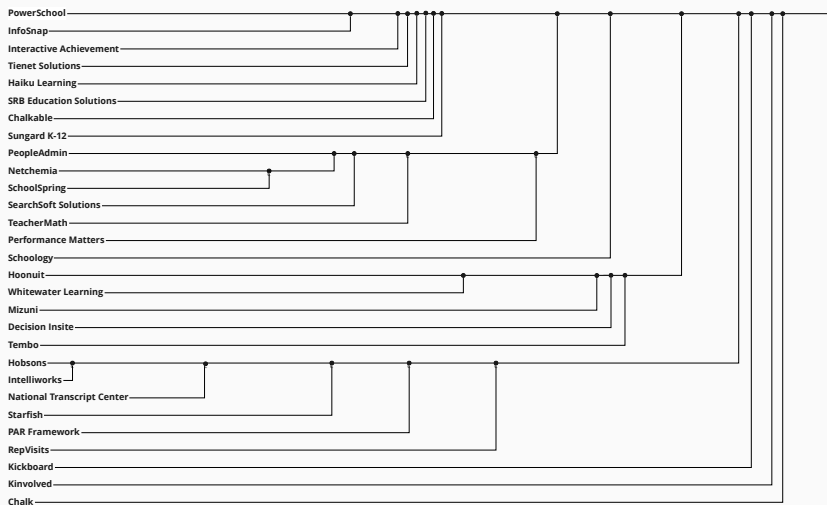 PowerSchool
InfoSnap
Interactive Achievement
Tienet Solutions
Haiku Learning
SRB Education Solutions
Chalkable
Sungard K-12
PeopleAdmin
Netchemia
SchoolSpring
SearchSoft Solutions
TeacherMath
Performance Matters
Schoology
Hoonuit
Whitewater Learning
Mizuni
Decision Insite
Tembo
Hobsons
Intelliworks
National Transcript Center
Starfish
PAR Framework
RepVisits
Kickboard
Kinvolved
Chalk